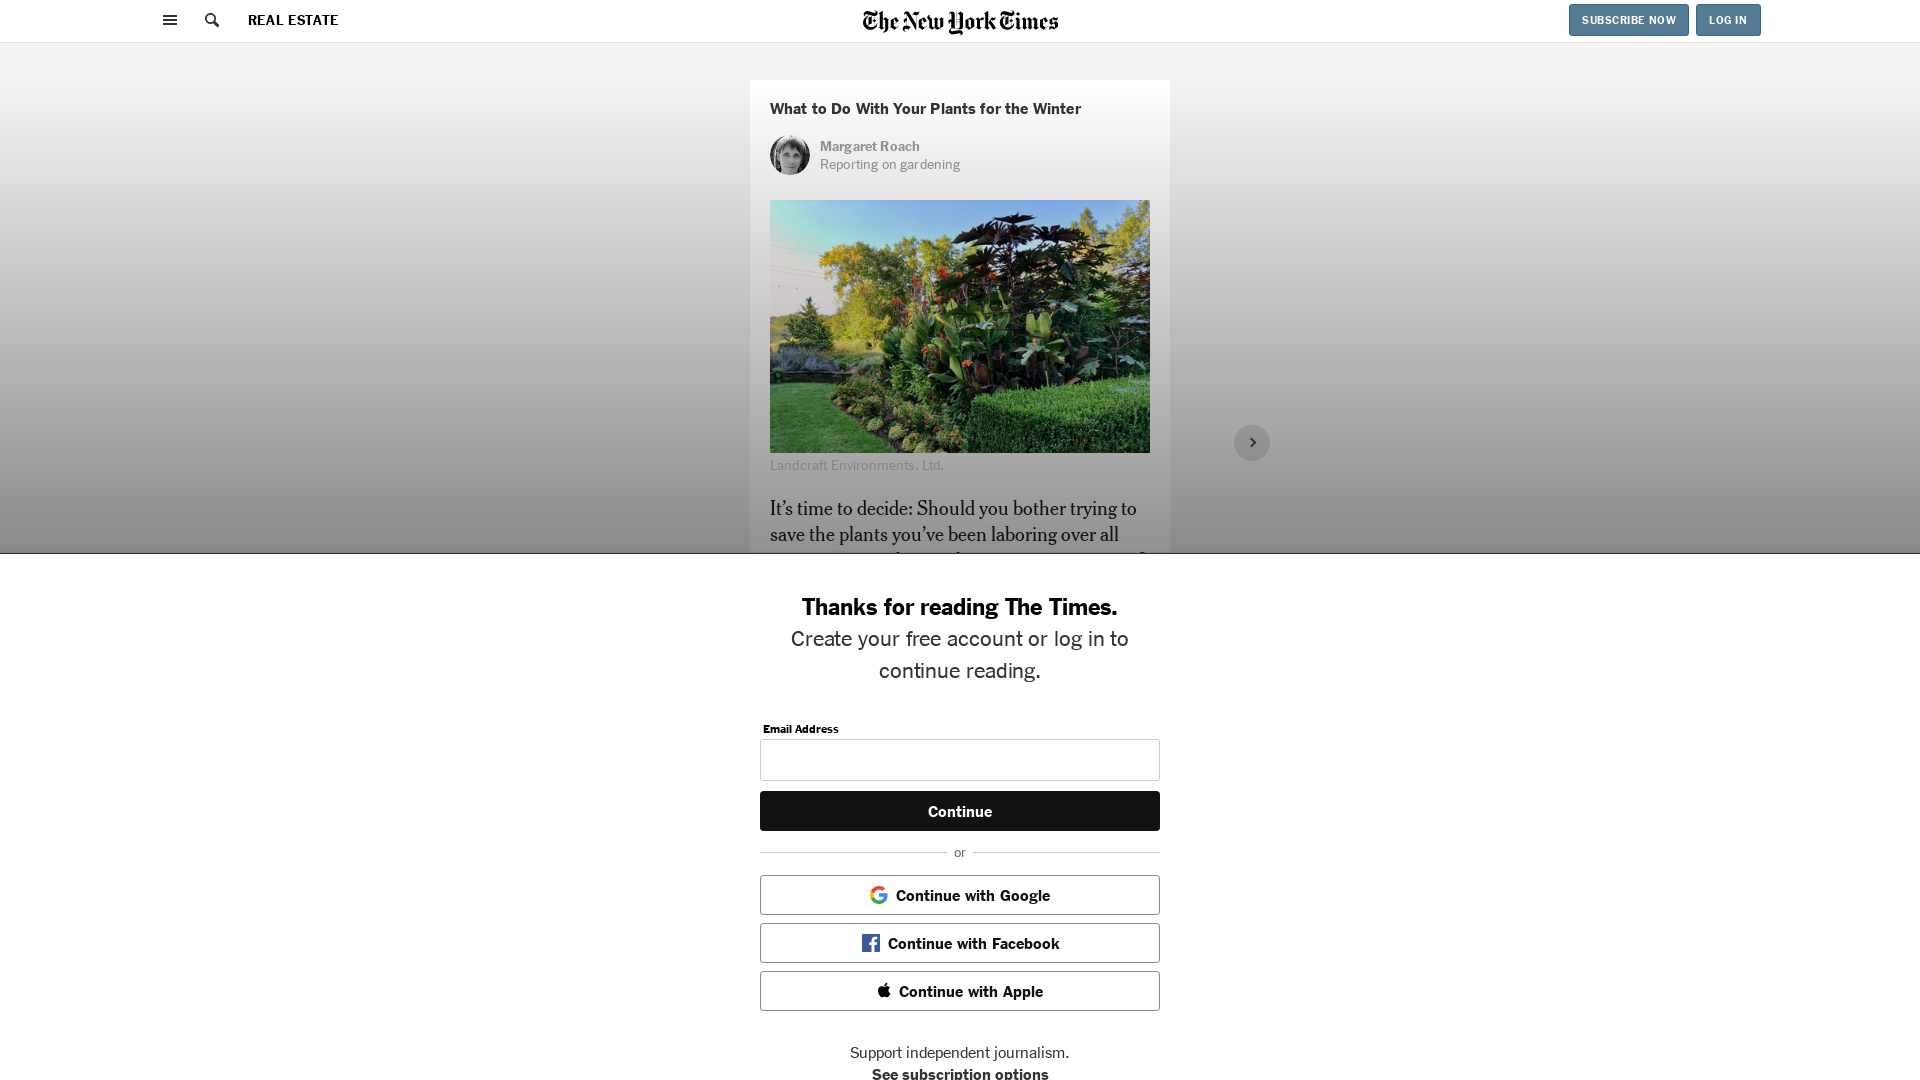 REAL ESTATE
The New York Times
SUBSCRIBE NOW
LOG IN
What to Do With Your Plants for the Winter
Margaret Roach
Reporting on gardening
Landcraft Environments, Ltd.
It’s time to decide: Should you bother trying to
save the plants you’ve been laboring over all
Thanks for reading The Times.
Create your free account or log in to
continue reading.
Email Address
Continue
or
Continue with Google
Continue with Facebook
Continue with Apple
Support independent journalism.
See subscription options